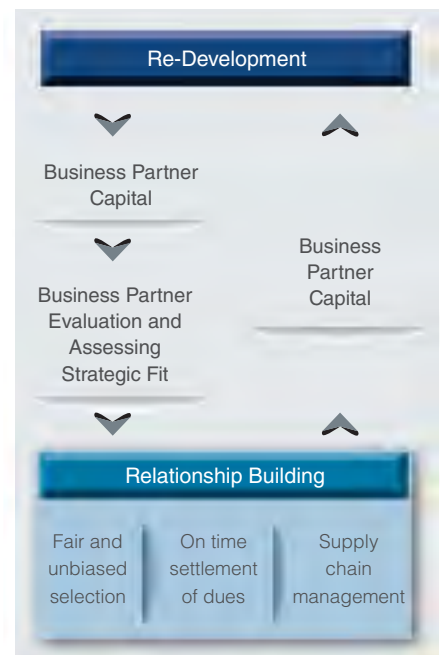 Re-Development
Business Partner
Capital
Business Partner
Evaluation and
Assessing
Strategic Fit
Business
Partner
Capital
Relationship Building
Fair and
unbiased
selection
On time
settlement
of dues
Supply
chain
management